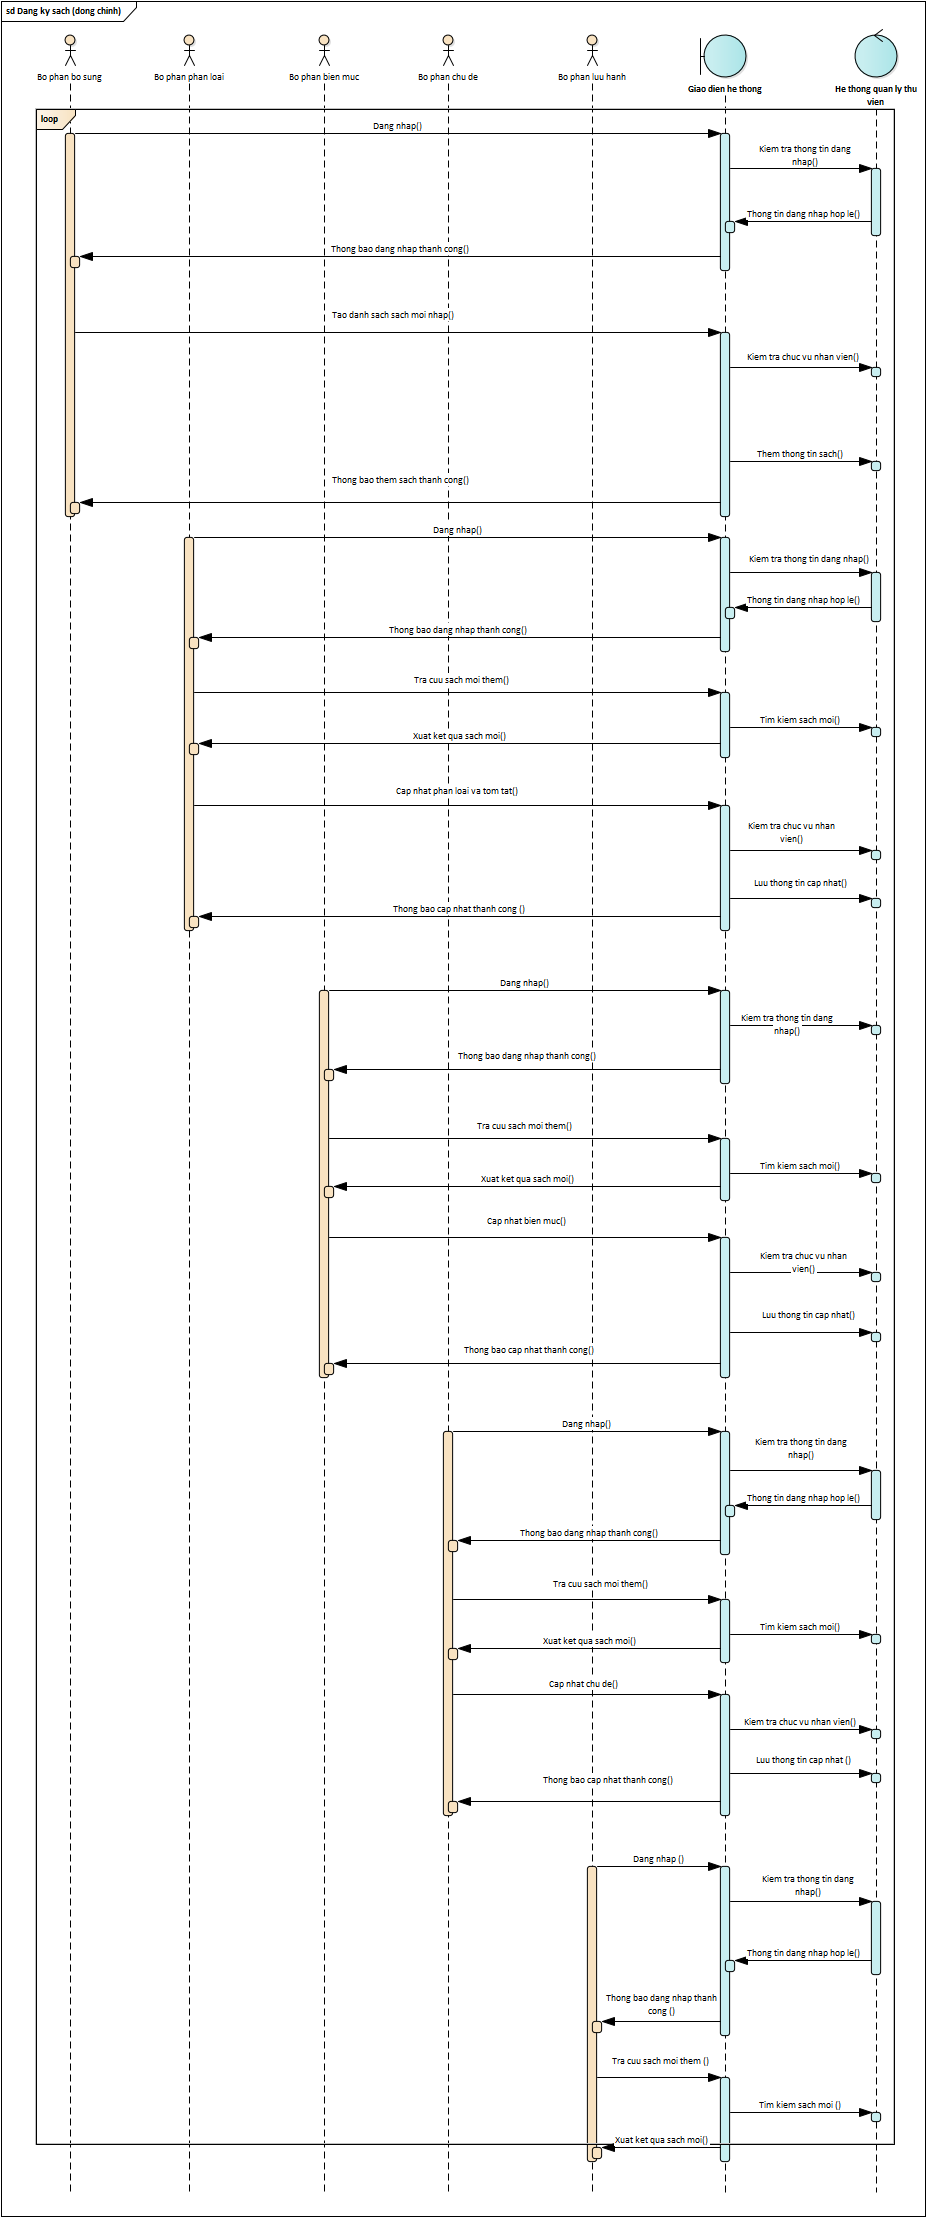 sd Dang ky sach (dong chinh)
Bo phan bo sung
Bo phan phan loai
Bo phan bien muc
Bo phan chu de
Bo phan luu hanh
Giao dien he thong
He thong quan ly thu
vien
loop
Dang nhap()
Kiem tra thong tin dang
nhap()
Thong tin dang nhap hop le()
Thong bao dang nhap thanh cong()
Tao danh sach sach moi nhap()
Kiem tra chuc vu nhan vien()
Them thong tin sach()
Thong bao them sach thanh cong()
Dang nhap()
Kiem tra thong tin dang nhap()
Thong tin dang nhap hop le()
Thong bao dang nhap thanh cong()
Tra cuu sach moi them()
Tim kiem sach moi()
Xuat ket qua sach moi()
Cap nhat phan loai va tom tat()
Kiem tra chuc vu nhan
vien()
Luu thong tin cap nhat()
Thong bao cap nhat thanh cong ()
Dang nhap()
Kiem tra thong tin dang
nhap()
Thong bao dang nhap thanh cong()
Tra cuu sach moi them()
Tim kiem sach moi()
Xuat ket qua sach moi()
Cap nhat bien muc()
Kiem tra chuc vu nhan
vien()
Luu thong tin cap nhat()
Thong bao cap nhat thanh cong()
Dang nhap()
Kiem tra thong tin dang
nhap()
Thong tin dang nhap hop le()
Thong bao dang nhap thanh cong()
Tra cuu sach moi them()
Tim kiem sach moi()
Xuat ket qua sach moi()
Cap nhat chu de()
Kiem tra chuc vu nhan vien()
Luu thong tin cap nhat ()
Thong bao cap nhat thanh cong()
Dang nhap ()
Kiem tra thong tin dang
nhap()
Thong tin dang nhap hop le()
Thong bao dang nhap thanh
cong ()
Tra cuu sach moi them ()
Tim kiem sach moi ()
Xuat ket qua sach moi()